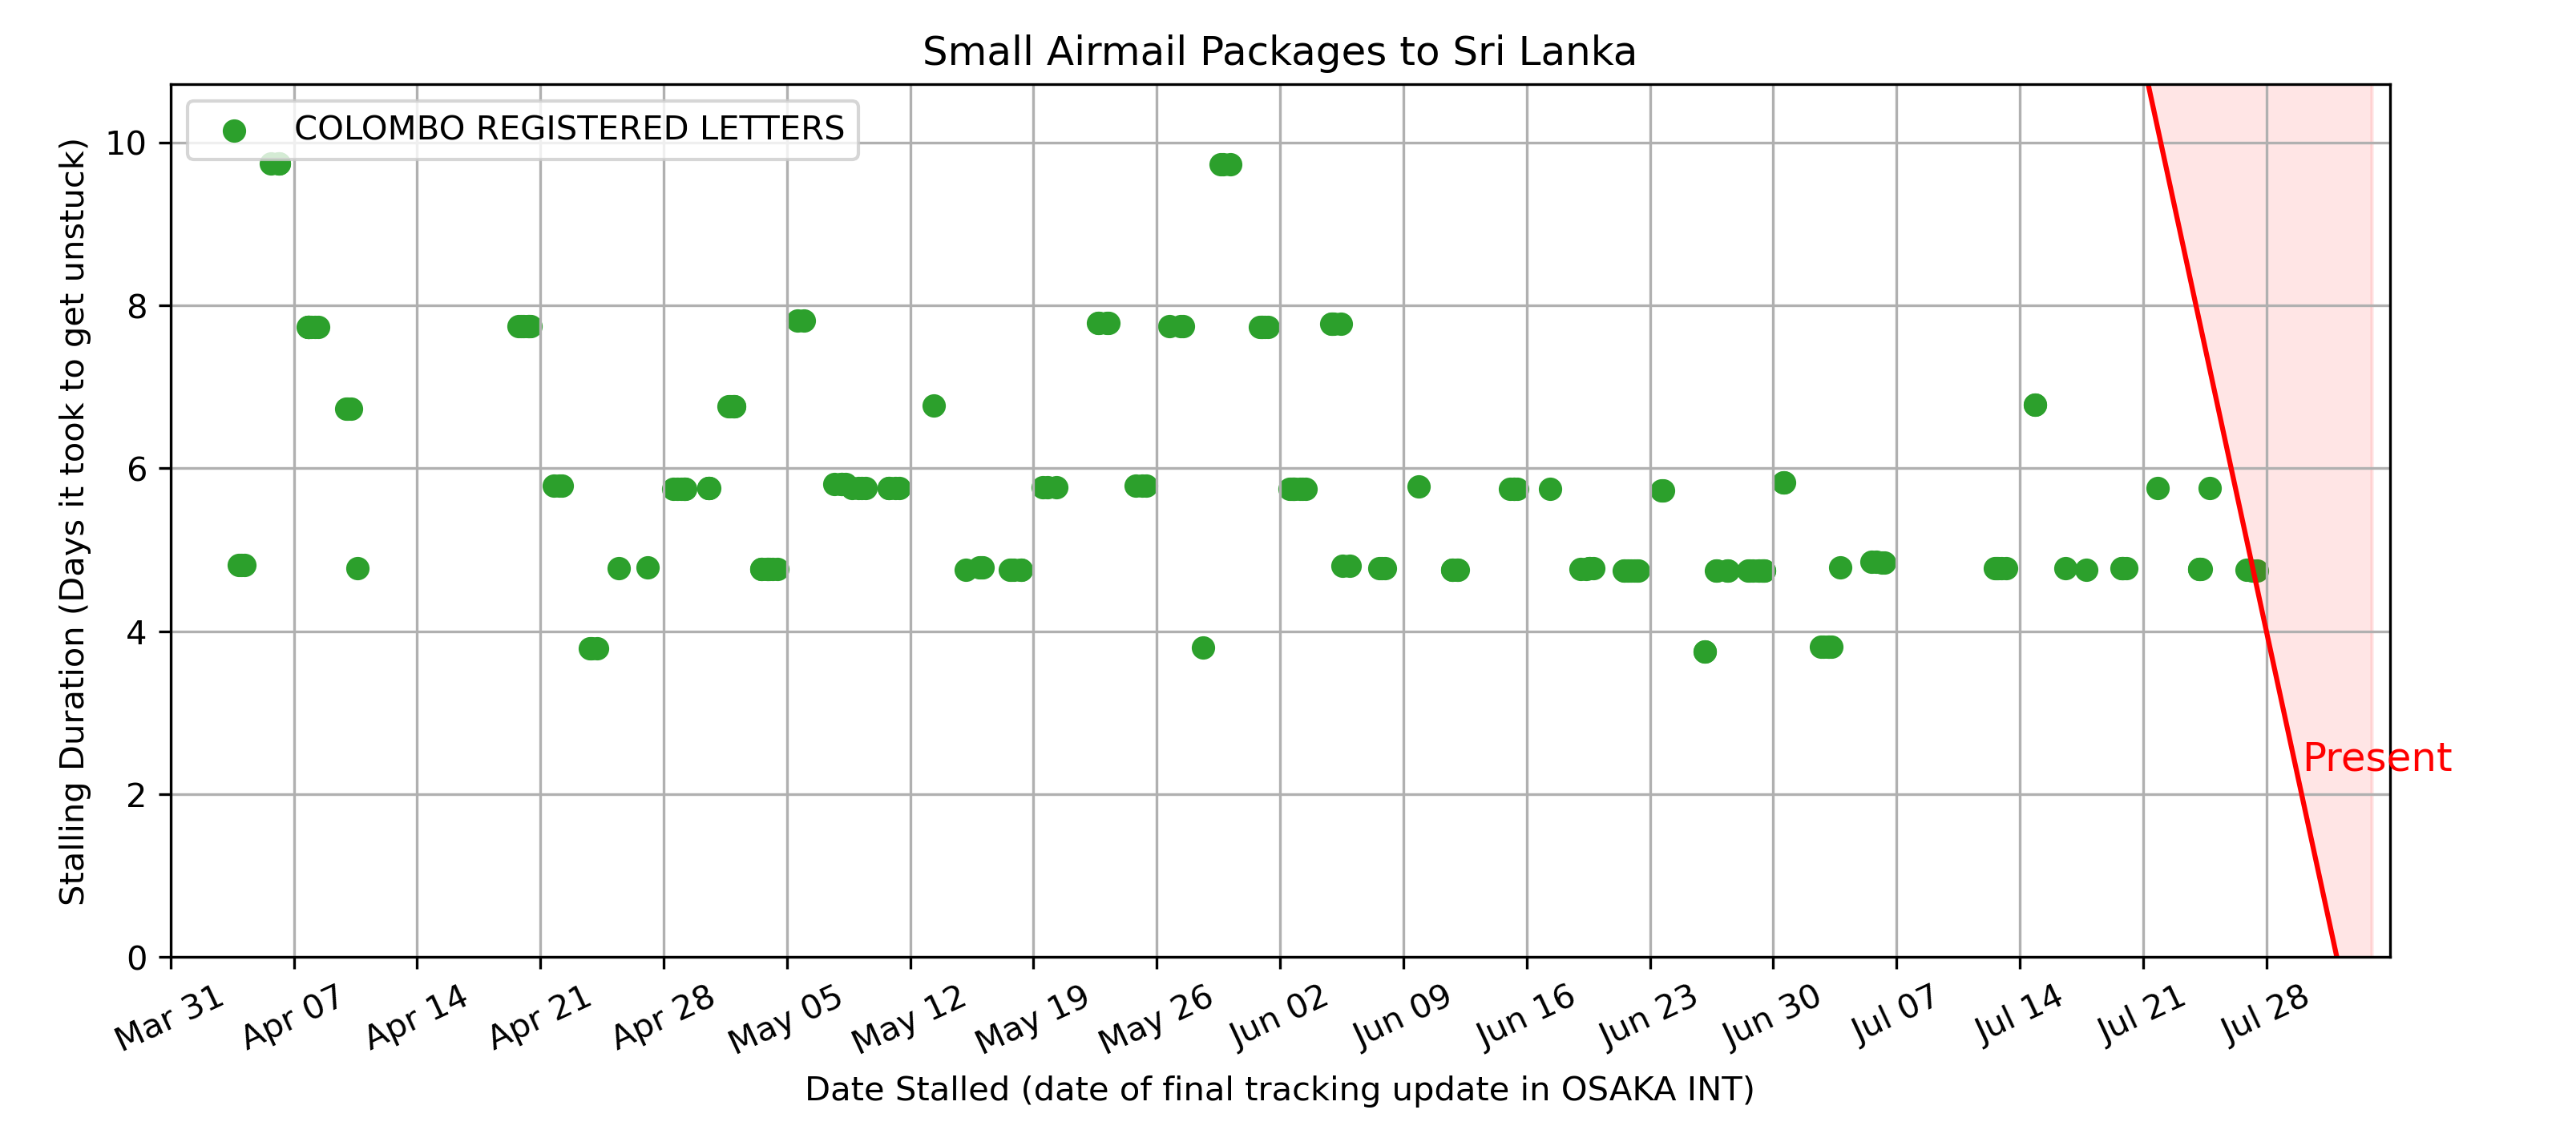 Small Airmail Packages to Sri Lanka
COLOMBO REGISTERED LETTERS
Stalling Duration (Days it took to get unstuck)
10
8
6
4
2
0
Present
Mar 31
Apr 07
Apr 14
Apr 21
Apr 28
May 05
May 12
May 19
May 26
Jun 02
Jun 09
Jun 16
Jun 23
Jun 30
Jul 07
Jul 14
Jul 21
Jul 28
Date Stalled (date of final tracking update in OSAKA INT)